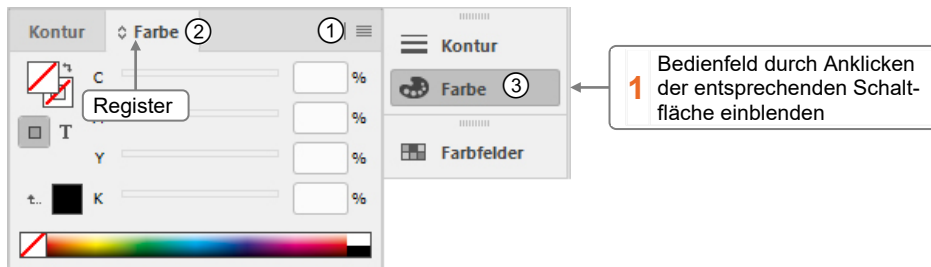 Kontur
Farbe 2
1
C %
Register
%
T
Y %
t.. K %
Kontur
Farbe 3
Farbfelder
1 Bedienfeld durch Anklicken
der entsprechenden Schalt-
fläche einblenden